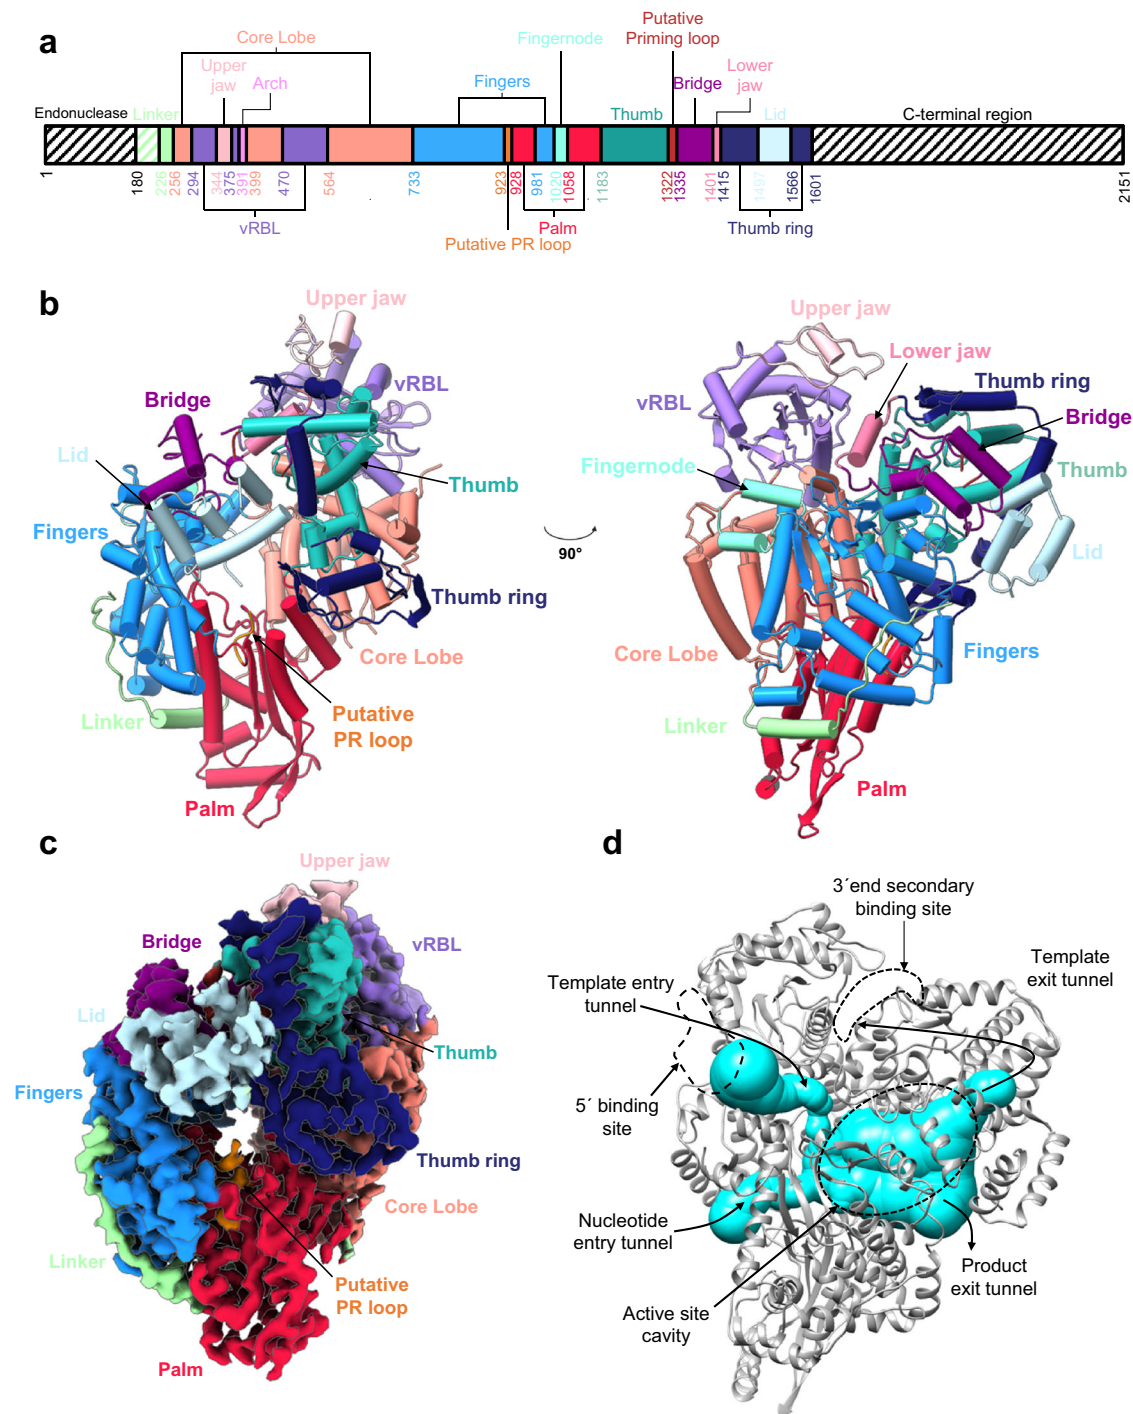 a
Core Lobe
Upper
jaw
Arch
Fingernode
Putative
Priming loop
Fingers
Bridge
Lower
jaw
Endonuclease
Linker
Thumb
Lid
C-terminal region
1
180
226
256
294
344
375
391
399
470
564
733
923
928
981
1020
1058
1183
1322
1335
1401
1415
1497
1566
1601
2151
vRBL
Putative PR loop
Palm
Thumb ring
b
Upper jaw
vRBL
Bridge
Lid
Thumb
Fingers
Thumb ring
Core Lobe
Linker
Putative
PR loop
Palm
90°
Upper jaw
Lower jaw
Thumb ring
vRBL
Bridge
Fingernode
Thumb
Lid
Core Lobe
Fingers
Linker
Palm
c
Upper jaw
Bridge
vRBL
Lid
Thumb
Fingers
Thumb ring
Core Lobe
Linker
Putative
PR loop
Palm
d
3´end secondary
binding site
Template entry
tunnel
Template
exit tunnel
5´ binding
site
Nucleotide
entry tunnel
Product
exit tunnel
Active site
cavity